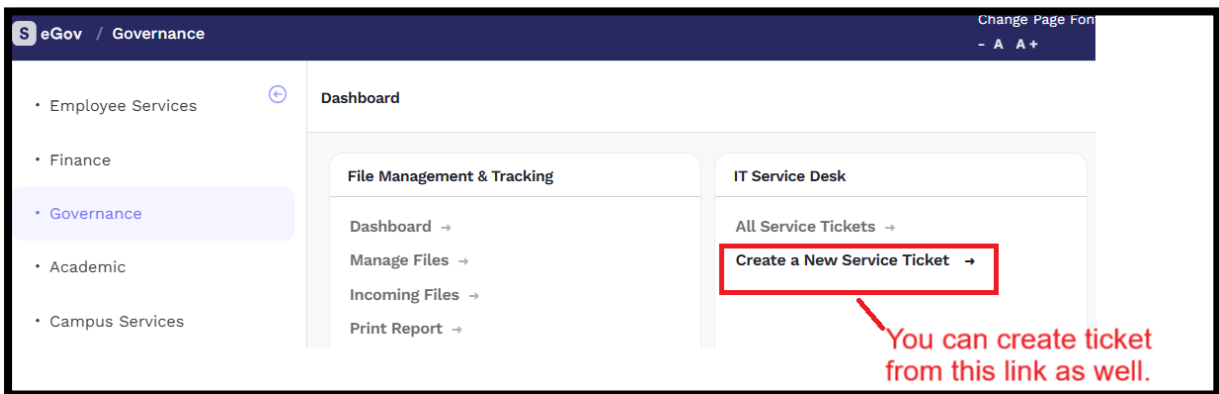 S eGov / Governance
Change Page Fon
- A A+
• Employee Services
• Finance
• Governance
• Academic
• Campus Services
Dashboard
File Management & Tracking
Dashboard →
Manage Files →
Incoming Files →
Print Report →
IT Service Desk
All Service Tickets →
Create a New Service Ticket →
You can create ticket
from this link as well.